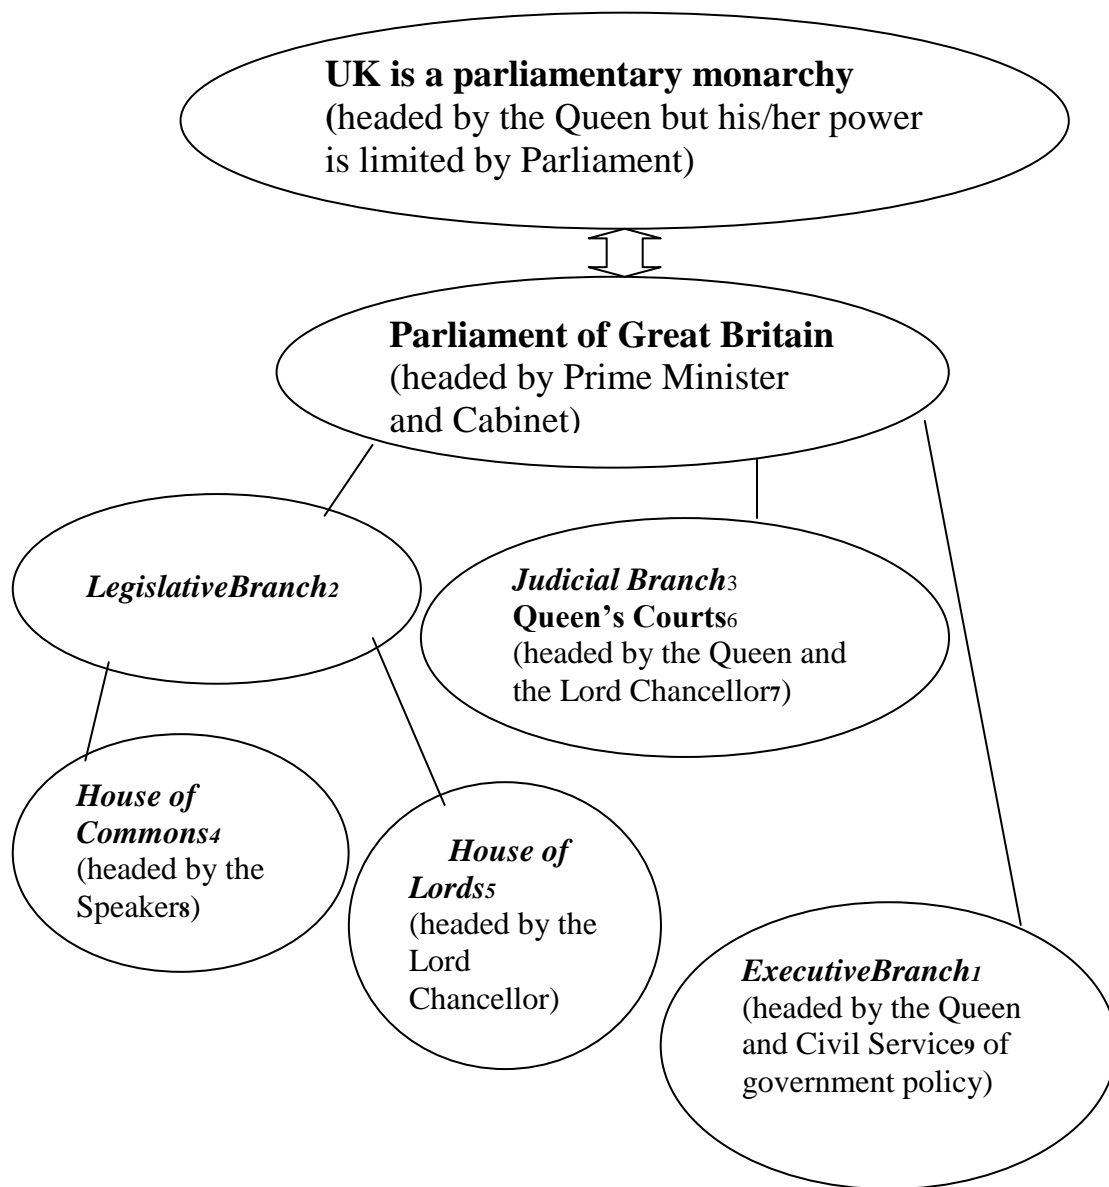 UK is a parliamentary monarchy
(headed by the Queen but his/her power
is limited by Parliament)
Parliament of Great Britain
(headed by Prime Minister
and Cabinet)
LegislativeBranch2
Judicial Branch3
Queen’s Courts6
(headed by the Queen and
the Lord Chancellor7)
House of
Commons4
(headed by the
Speaker8)
House of
Lords5
(headed by the
Lord
Chancellor)
ExecutiveBranch1
(headed by the Queen
and Civil Service9 of
government policy)